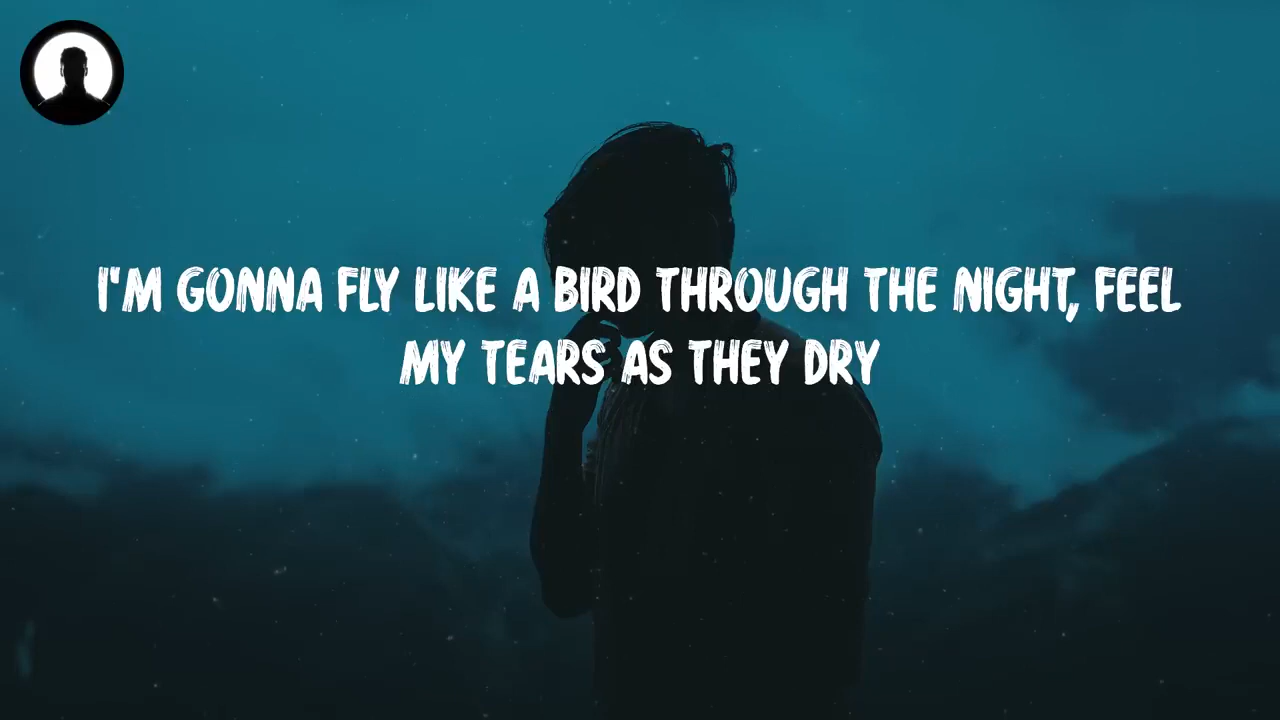 I'M GONNA FLY LIKE A BIRD THROUGH THE NIGHT, FEEL
MY TEARS AS THEY DRY